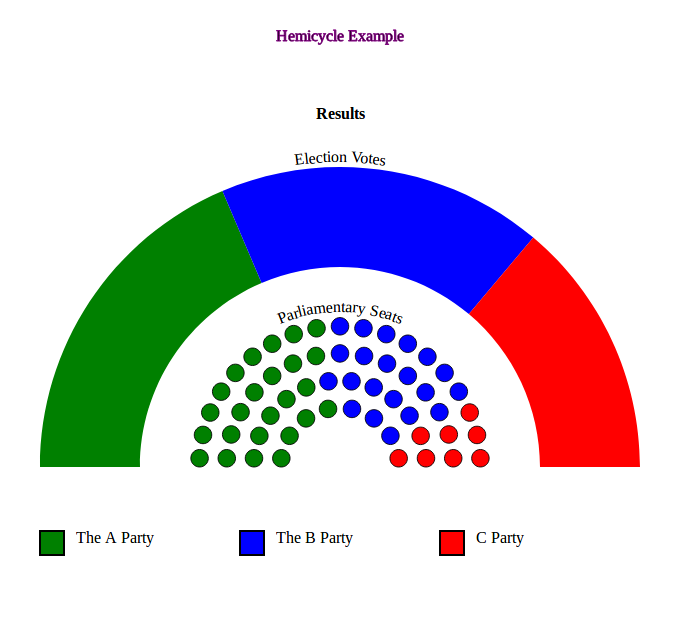 Hemicycle Example
Results
Election Votes
Parliamentary Seats
The A Party
The B Party
C Party